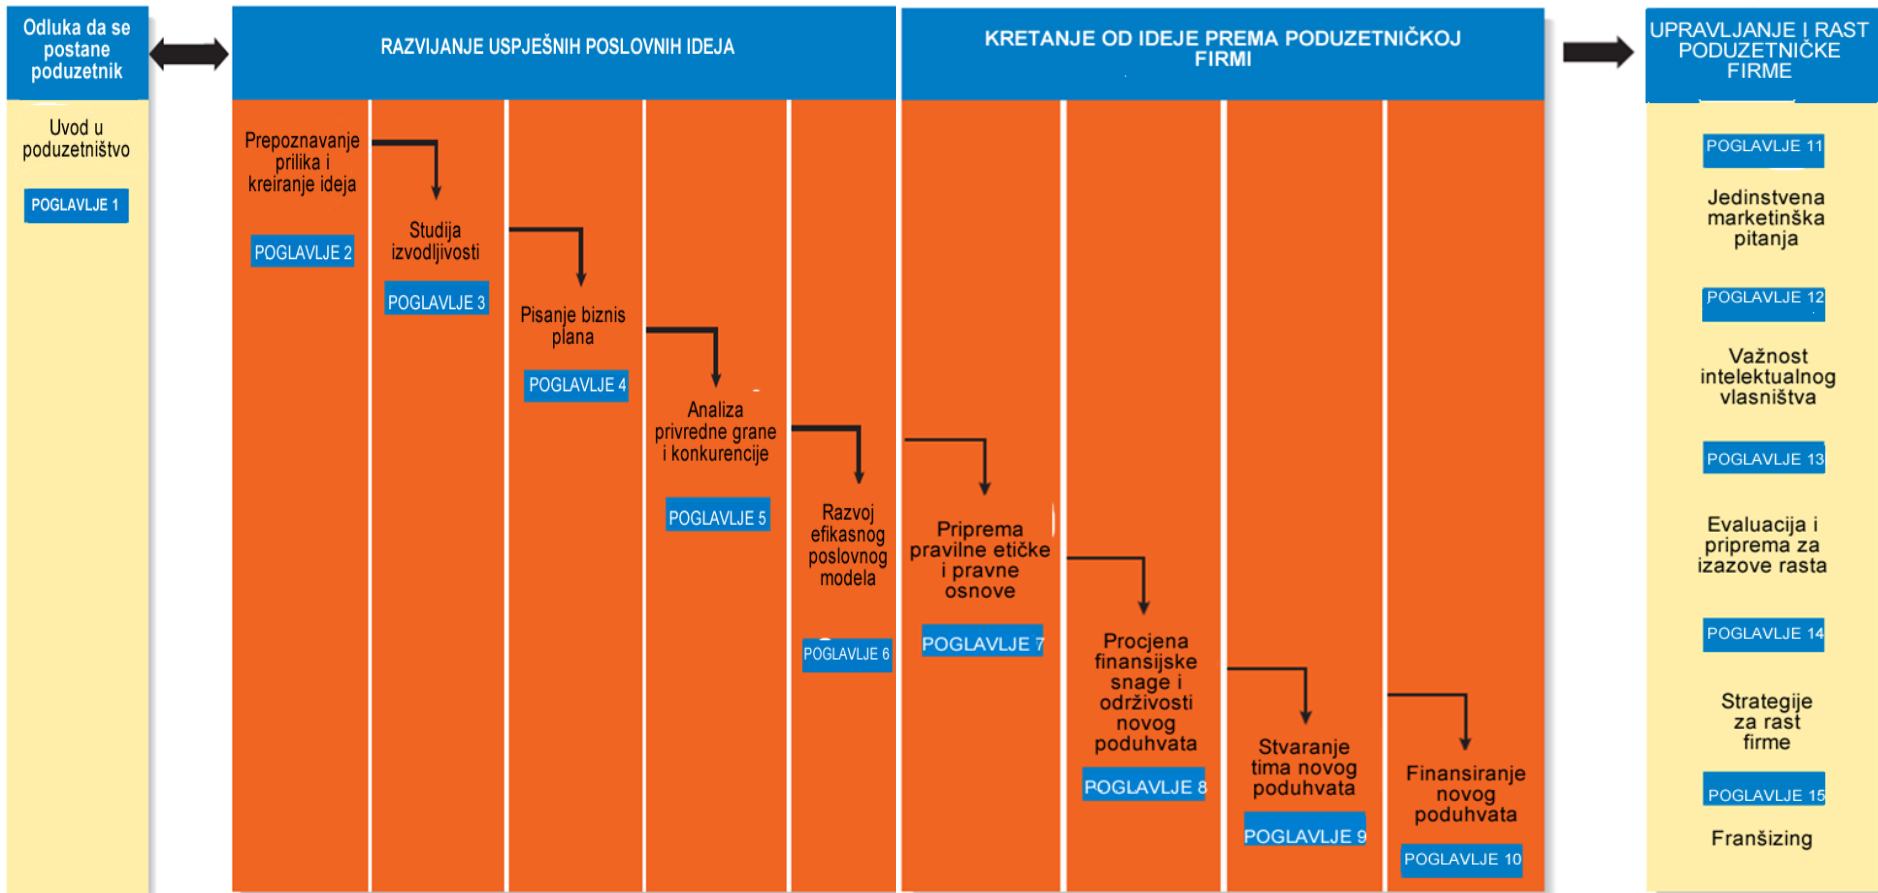 Odluka da se
postane
poduzetnik
Uvod u
poduzetništvo
POGLAVLJE 1
RAZVIJANJE USPJEŠNIH POSLOVNIH IDEJA
Prepoznavanje
prilika i
kreiranje ideja
POGLAVLJE 2
Studija
izvodljivosti
POGLAVLJE 3
Pisanje biznis
plana
POGLAVLJE 4
Analiza
privredne grane
i konkurencije
POGLAVLJE 5
Razvoj
efikasnog
poslovnog
modela
POGLAVLJE 6
KRETANJE OD IDEJE PREMA PODUZETNIČKOJ
FIRMI
Priprema
pravilne etičke
i pravne
osnove
POGLAVLJE 7
Procjena
finansijske
snage i
održivosti
novog
poduhvata
POGLAVLJE 8
Stvaranje
tima novog
poduhvata
POGLAVLJE 9
Finansiranje
novog
poduhvata
POGLAVLJE 10
UPRAVLJANJE I RAST
PODUZETNIČKE
FIRME
POGLAVLJE 11
Jedinstvena
marketinška
pitanja
POGLAVLJE 12
Važnost
intelektualnog
vlasništva
POGLAVLJE 13
Evaluacija i
priprema za
izazove rasta
POGLAVLJE 14
Strategije
za rast
firme
POGLAVLJE 15
Franšizing